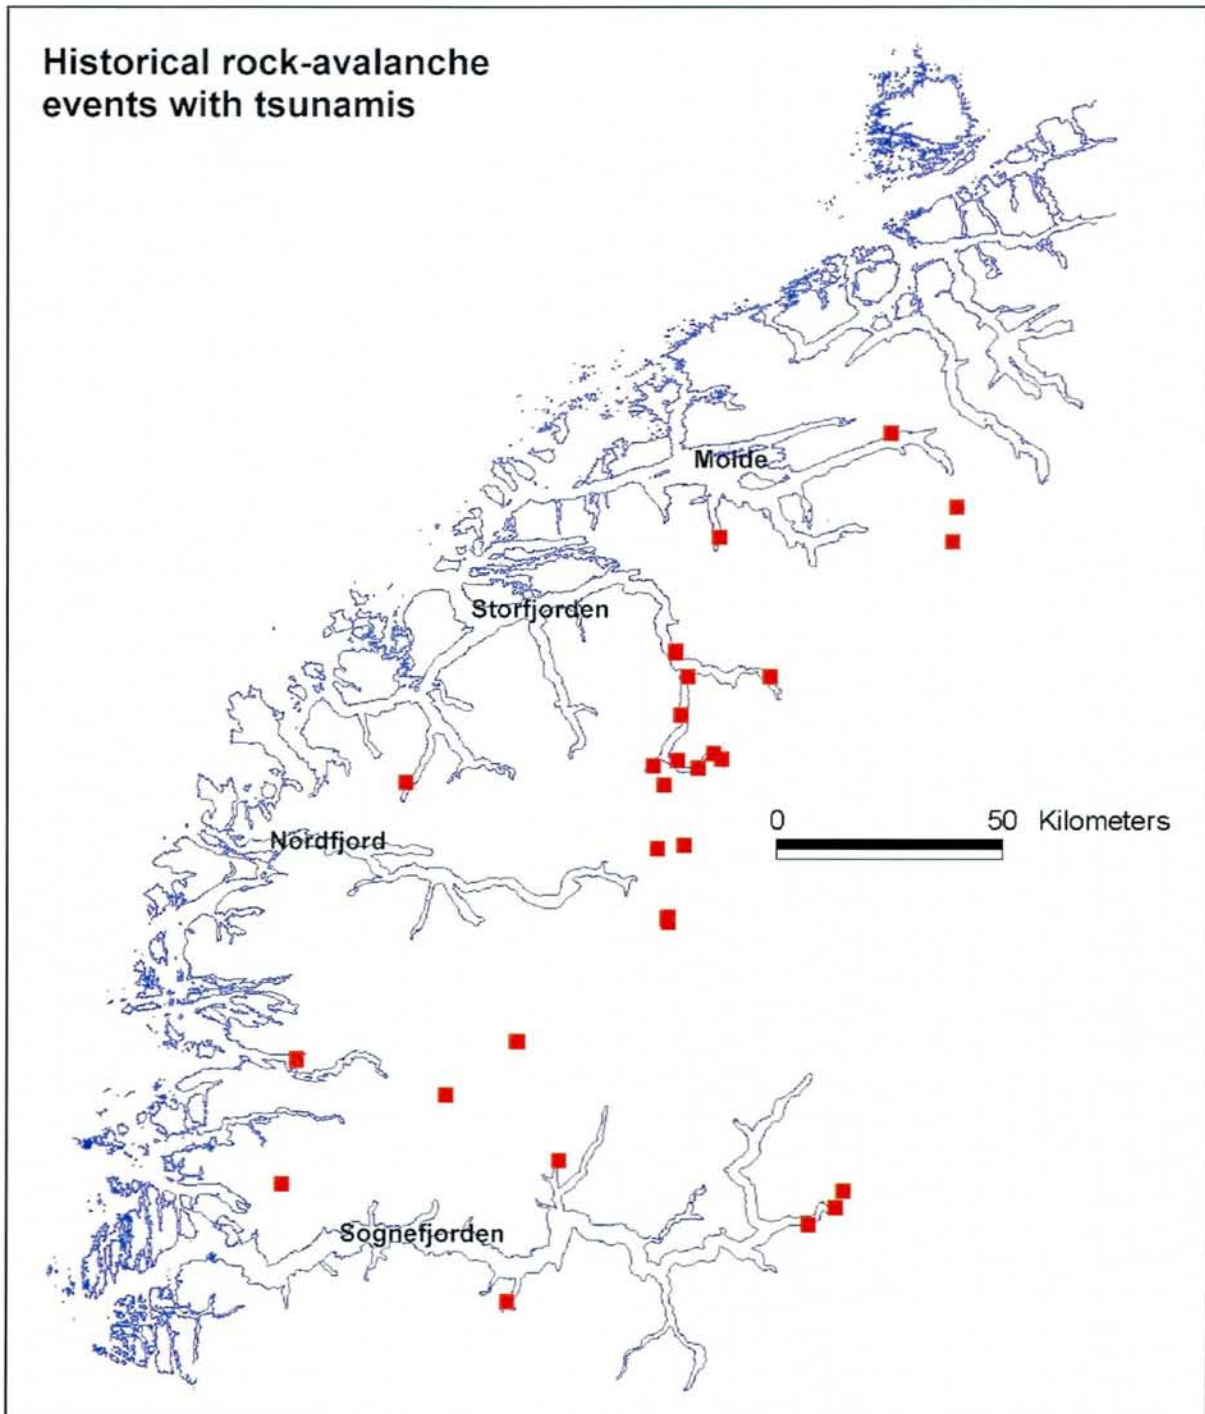 Historical rock-avalanche
events with tsunamis
Molde
Storfjorden
0 50 Kilometers
Nordfjord
Sognefjorden